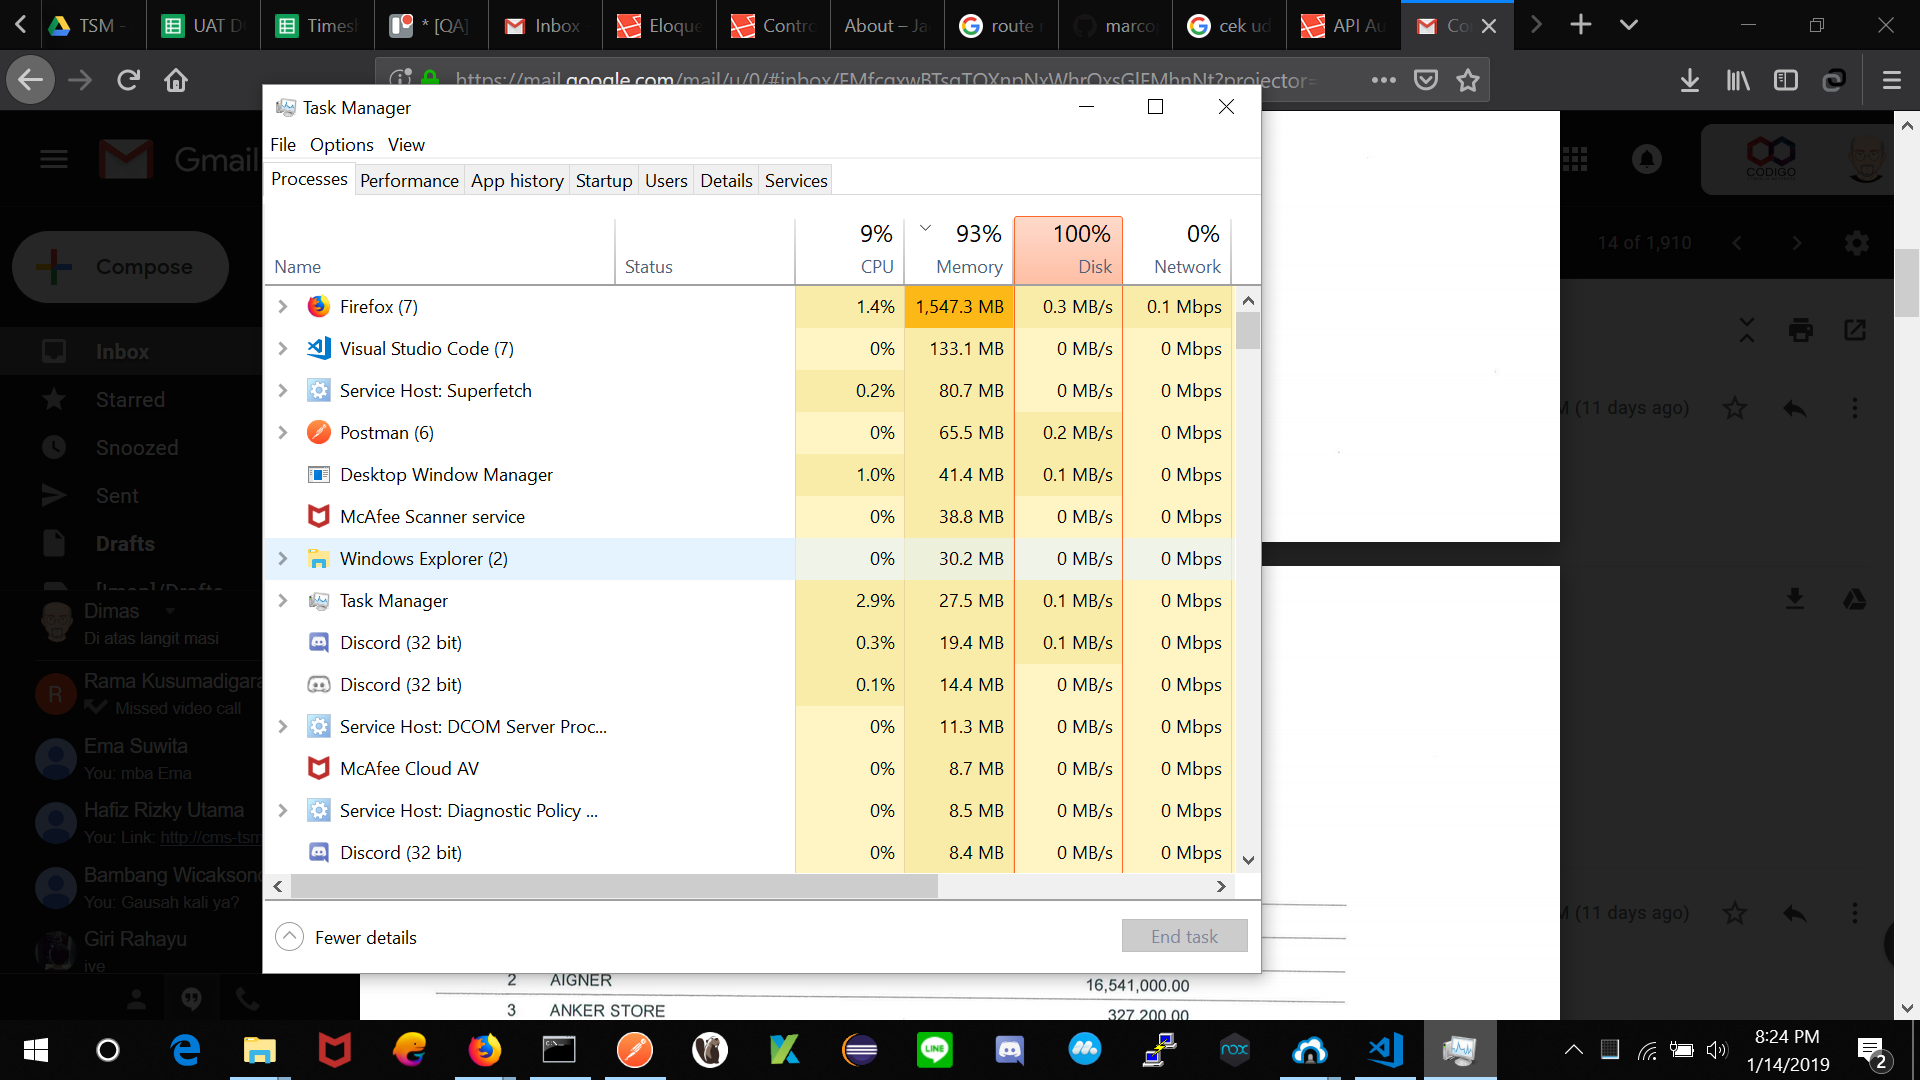 TSM -
UAT D
Timesh
* [QA]
Inbox
Eloque
Contro
About – Ja
route
marco
cek ud
API Au
Co
Task Manager
File Options View
Processes Performance App history Startup Users Details Services
9% 93% 100% 0%
Name Status CPU Memory Disk Network
Firefox (7) 1.4% 1,547.3 MB 0.3 MB/s 0.1 Mbps
Visual Studio Code (7) 0% 133.1 MB 0 MB/s 0 Mbps
Service Host: Superfetch 0.2% 80.7 MB 0 MB/s 0 Mbps
Postman (6) 0% 65.5 MB 0.2 MB/s 0 Mbps
Desktop Window Manager 1.0% 41.4 MB 0.1 MB/s 0 Mbps
McAfee Scanner service 0% 38.8 MB 0 MB/s 0 Mbps
Windows Explorer (2) 0% 30.2 MB 0 MB/s 0 Mbps
Task Manager 2.9% 27.5 MB 0.1 MB/s 0 Mbps
Discord (32 bit) 0.3% 19.4 MB 0.1 MB/s 0 Mbps
Discord (32 bit) 0.1% 14.4 MB 0 MB/s 0 Mbps
Service Host: DCOM Server Proc... 0% 11.3 MB 0 MB/s 0 Mbps
McAfee Cloud AV 0% 8.7 MB 0 MB/s 0 Mbps
Service Host: Diagnostic Policy ... 0% 8.5 MB 0 MB/s 0 Mbps
Discord (32 bit) 0% 8.4 MB 0 MB/s 0 Mbps
Fewer details
End task
Gmail
Compose
Inbox
Starred
Snoozed
Sent
Drafts
[Imap]/Drafts
Dimas
Di atas langit masi
R
Rama Kusumadigara
Missed video call
Ema Suwita
You: mba Ema
Hafiz Rizky Utama
You: Link: http://cms-tsm
Bambang Wicaksono
You: Gausah kali ya?
Giri Rahayu
ive
CODIGO
14 of 1,910
M (11 days ago)
M (11 days ago)
2 AIGNER 16,541,000.00
3 ANKER STORE 327,200.00
LINE
nox
8:24 PM
1/14/2019
2